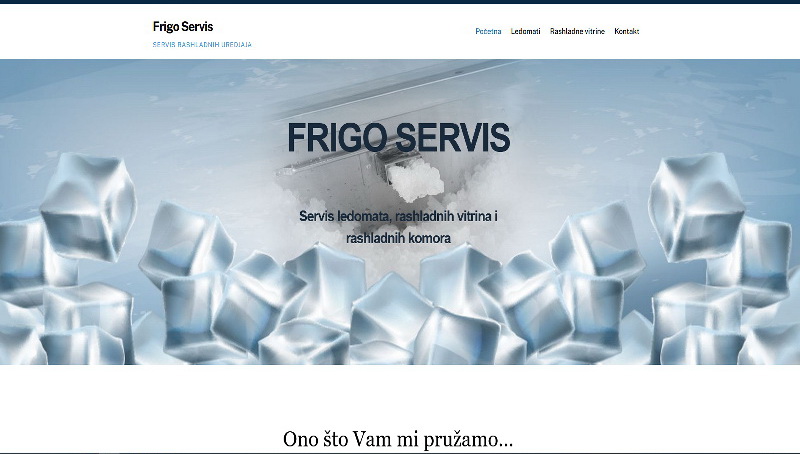 Frigo Servis
SERVIS RASHLADNIH UREDJAJA
Početna Ledomati Rashladne vitrine Kontakt
FRIGO SERVIS
Servis ledomata, rashladnih vitrina i
rashladnih komora
Ono što Vam mi pružamo...